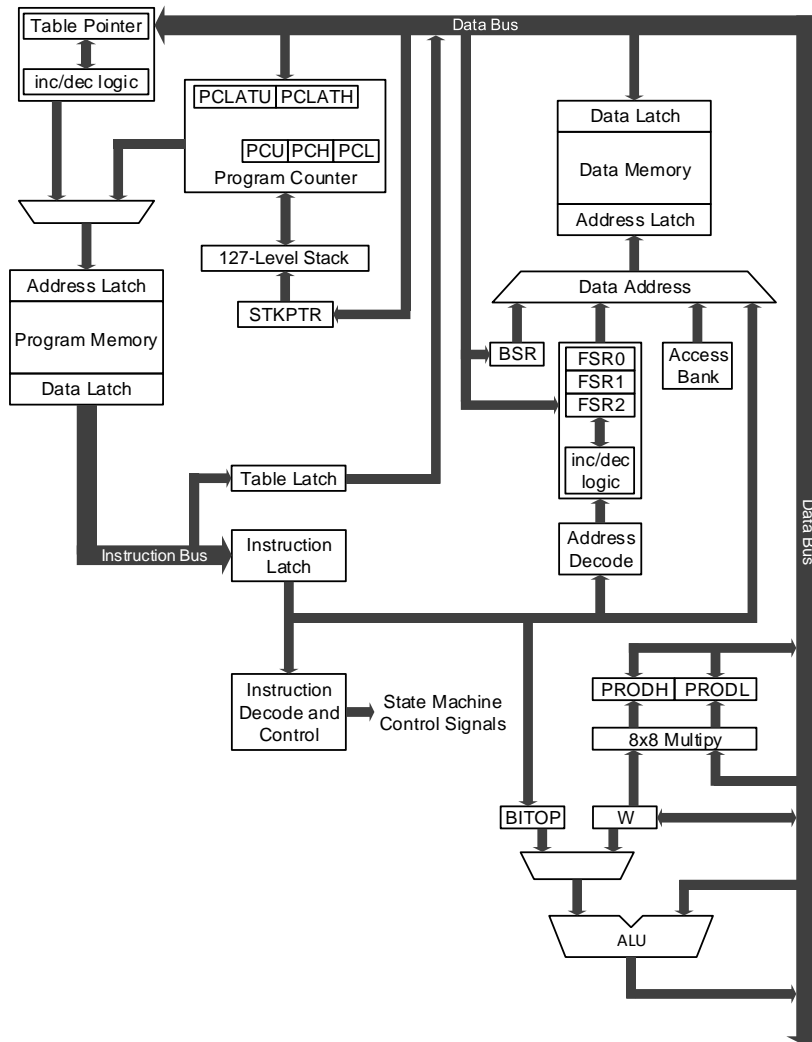 Data Bus
Table Pointer
inc/dec logic
PCLATU PCLATH
PCU PCH PCL
Program Counter
127-Level Stack
STKPTR
Data Latch
Data Memory
Address Latch
Data Address
BSR
FSR0
FSR1
FSR2
inc/dec
logic
Access
Bank
Address
Decode
Address Latch
Program Memory
Data Latch
Table Latch
Instruction Bus
Instruction
Latch
Data Bus
Instruction
Decode and
Control
State Machine
Control Signals
PRODH PRODL
8x8 Multipy
BITOP
W
ALU